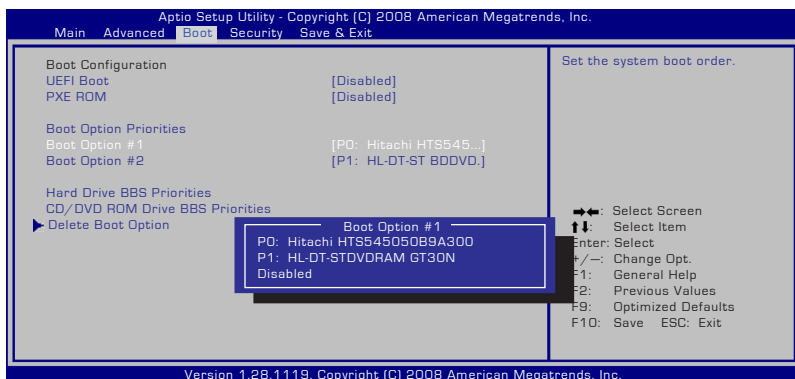 Aptio Setup Utility - Copyright (C) 2008 American Megatrends, Inc.
Main Advanced Boot Security Save & Exit
Boot Configuration
UEFI Boot [Disabled]
PXE ROM [Disabled]
Boot Option Priorities
Boot Option #1 [P0: Hitachi HTS545...]
Boot Option #2 [P1: HL-DT-ST BDDVD.]
Hard Drive BBS Priorities
CD/DVD ROM Drive BBS Priorities
Delete Boot Option
Boot Option #1
P0: Hitachi HTS545050B9A300
P1: HL-DT-STDVDRAM GT30N
Disabled
Set the system boot order.
→←: Select Screen
↑↓: Select Item
Enter: Select
+/—: Change Opt.
F1: General Help
F2: Previous Values
F9: Optimized Defaults
F10: Save ESC: Exit
Version 1.28.1119. Copyright (C) 2008 American Megatrends, Inc.